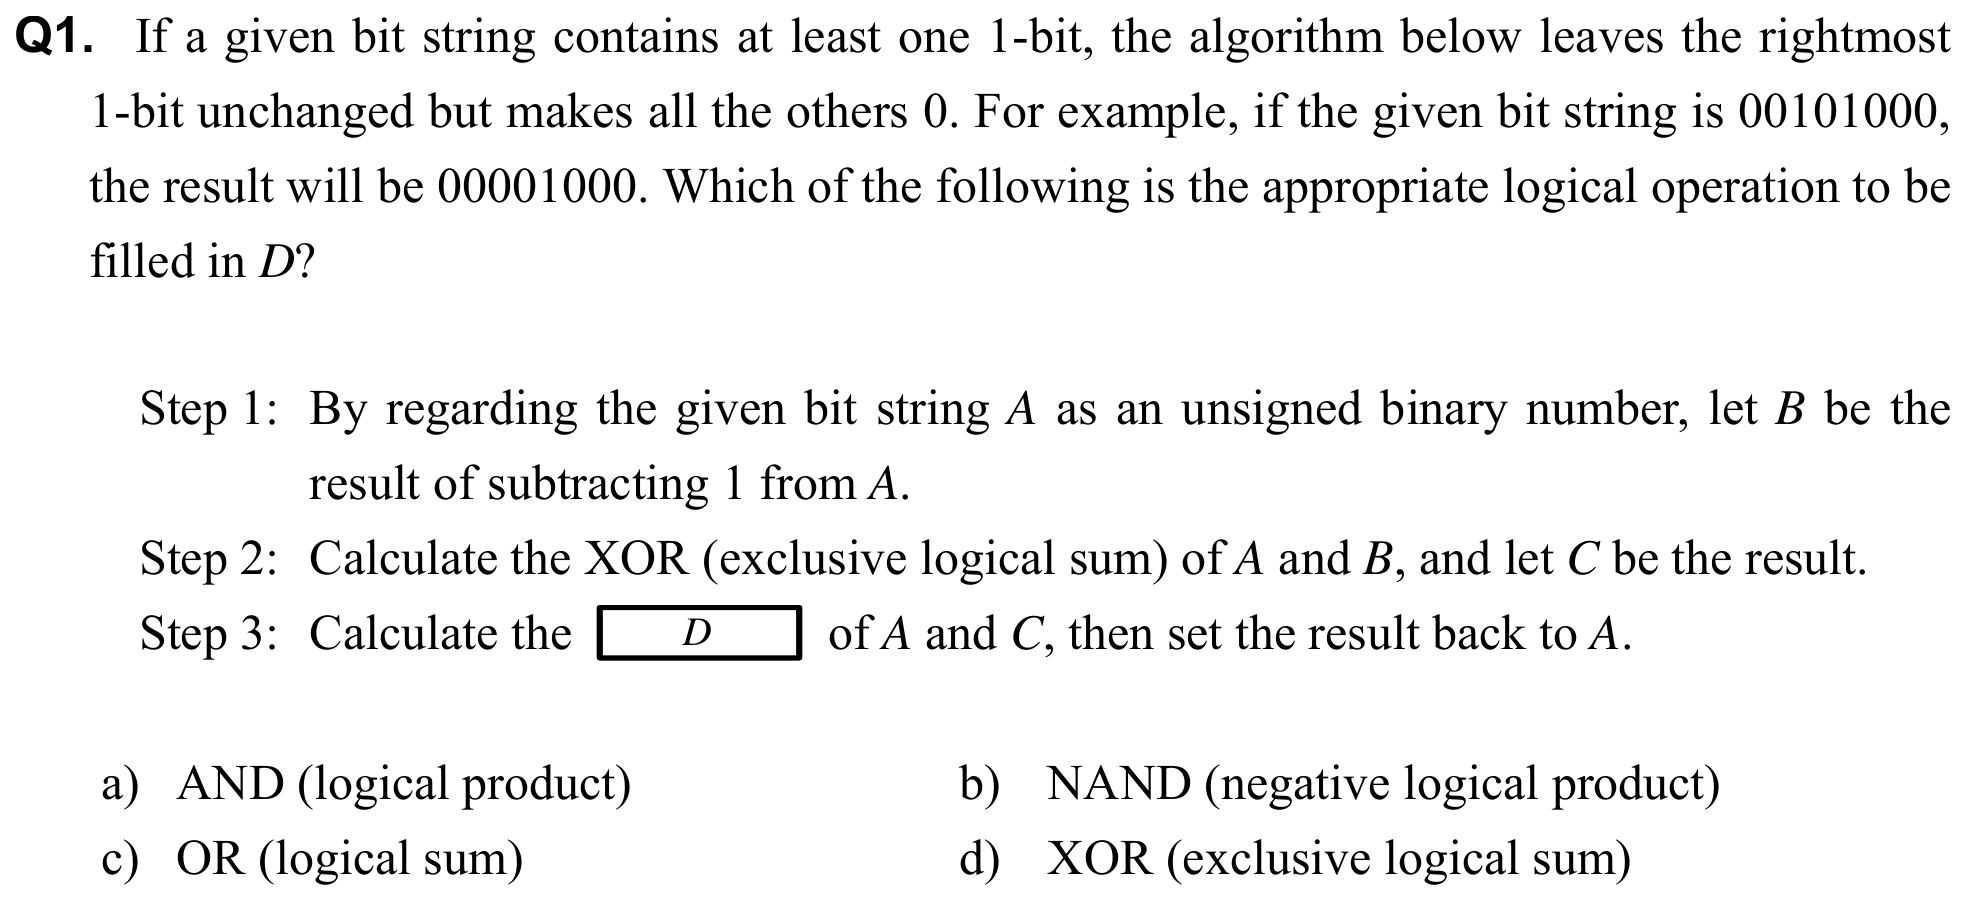 Q1. If a given bit string contains at least one 1-bit, the algorithm below leaves the rightmost
1-bit unchanged but makes all the others 0. For example, if the given bit string is 00101000,
the result will be 00001000. Which of the following is the appropriate logical operation to be
filled in D?
Step 1: By regarding the given bit string A as an unsigned binary number, let B be the
result of subtracting 1 from A.
Step 2: Calculate the XOR (exclusive logical sum) of A and B, and let C be the result.
Step 3: Calculate the D of A and C, then set the result back to A.
a) AND (logical product) b) NAND (negative logical product)
c) OR (logical sum) d) XOR (exclusive logical sum)